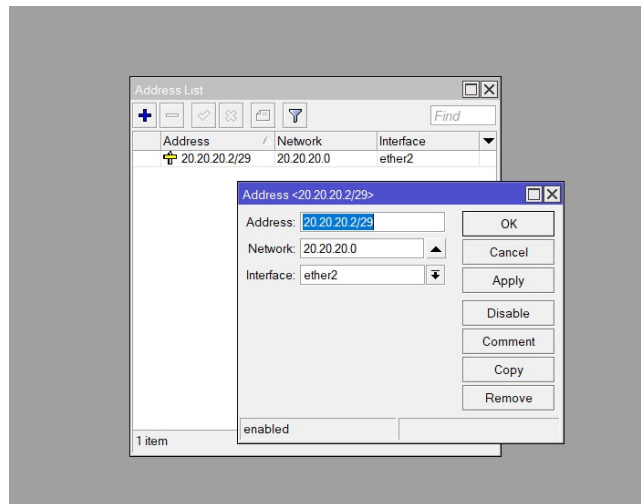 Address List
Find
Address Network Interface
20.20.20.2/29 20.20.20.0 ether2
Address <20.20.20.2/29>
Address: 20.20.20.2/29 OK
Network: 20.20.20.0 Cancel
Interface: ether2 Apply
Disable
Comment
Copy
Remove
enabled
1 item